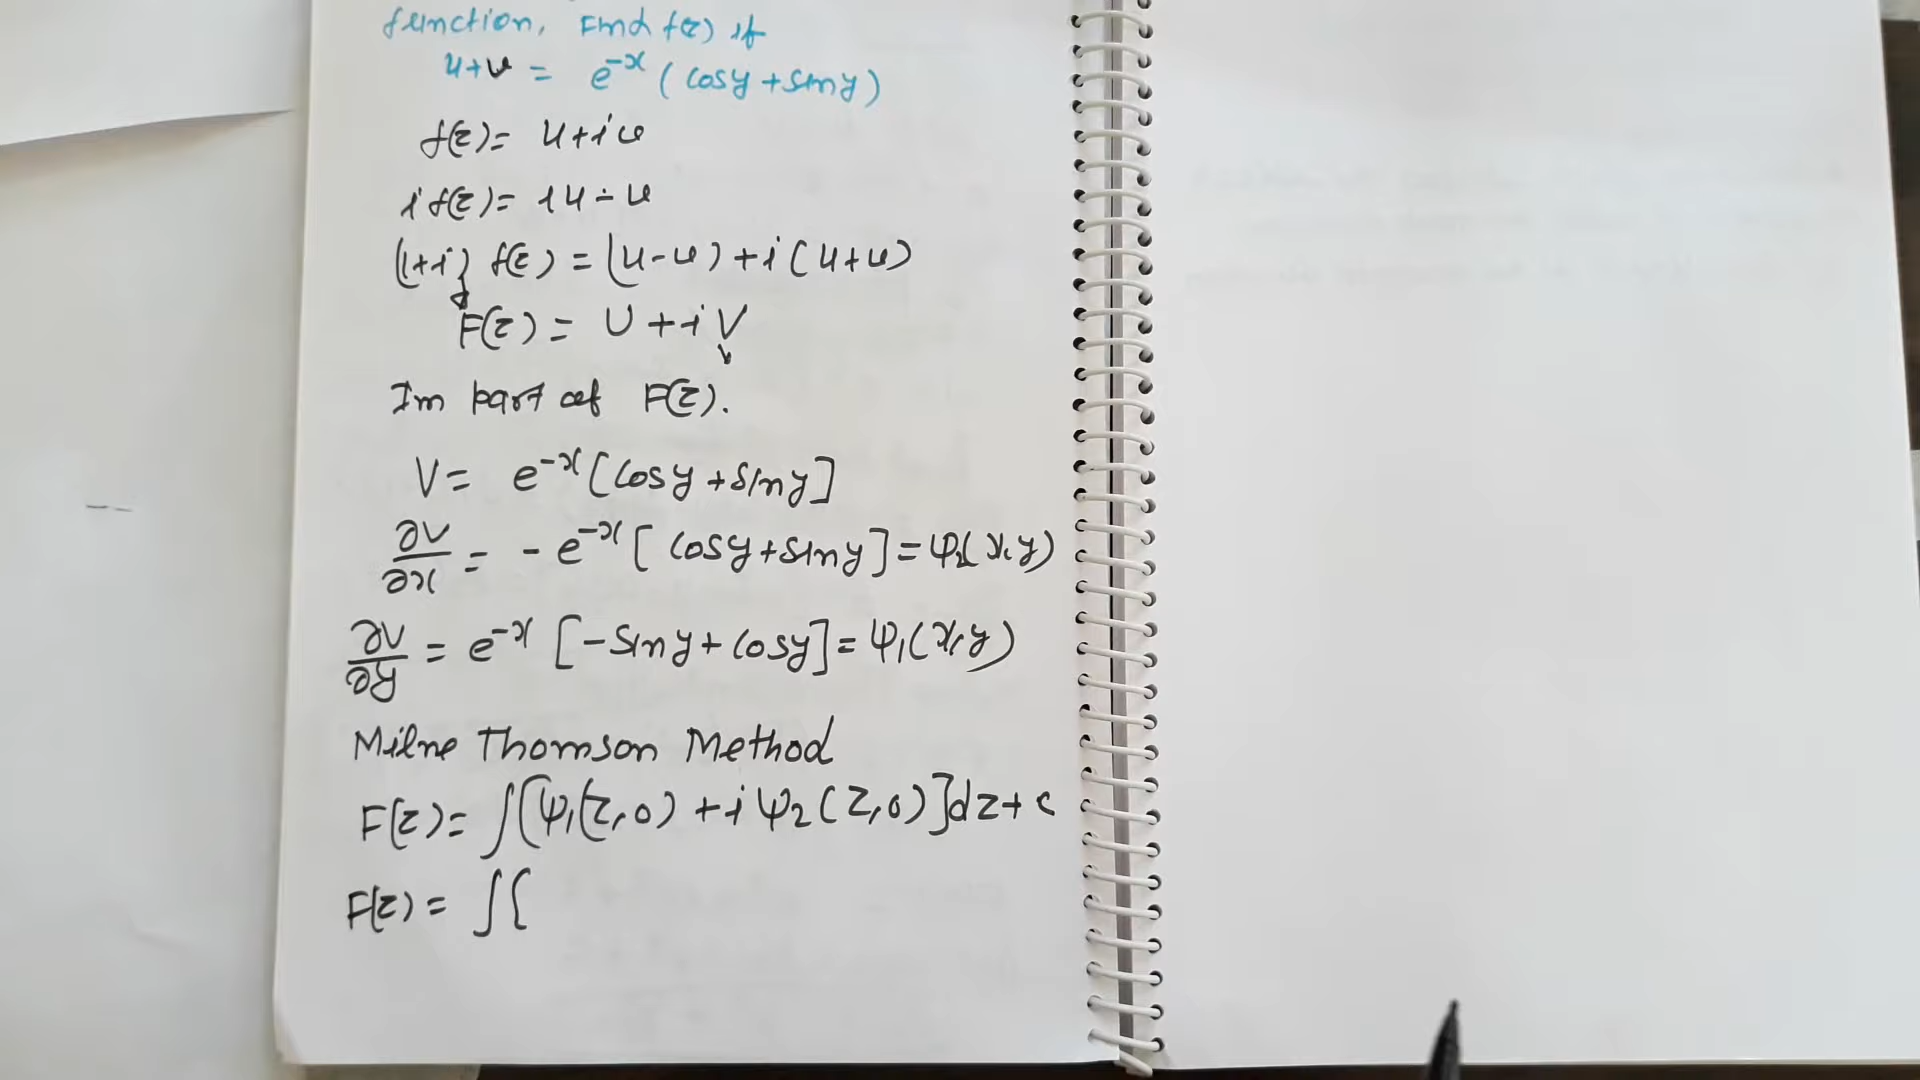 function, Find f(z) if
u+v = e^{-x} (cosy + siny)
f(z) = u+iv
i f(z) = iu - v
(1+i) f(z) = (u-v) + i(u+v)
F(z) = U + iV
Im part of F(z).
V = e^{-x} [cosy + siny]
∂V/∂x = -e^{-x} [cosy + siny] = ψ₂(x,y)
∂V/∂y = e^{-x} [-siny + cosy] = ψ₁(x,y)
Milne Thomson Method
F(z) = ∫[ψ₁(z,0) + iψ₂(z,0)]dz + c
F(z) = ∫{